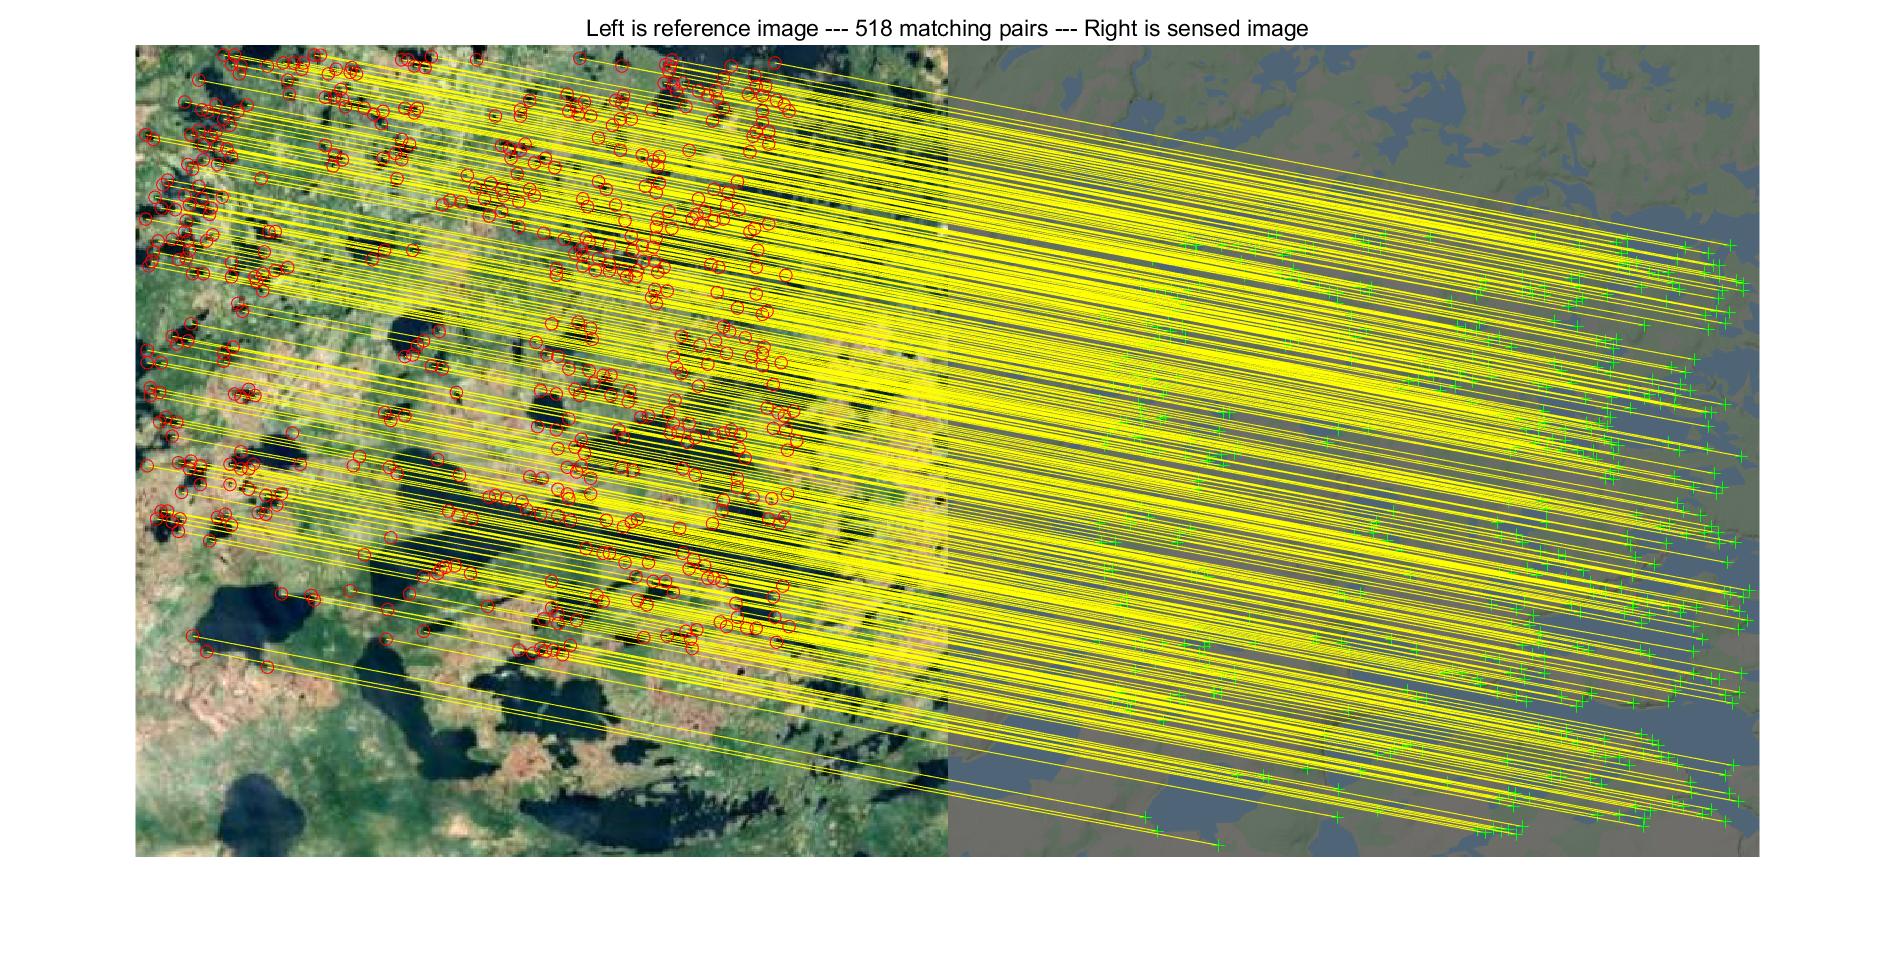 Left is reference image --- 518 matching pairs --- Right is sensed image